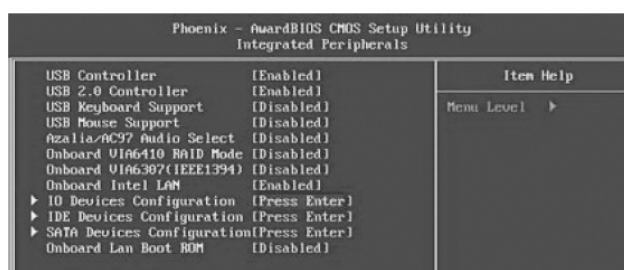 Phoenix - AwardBIOS CMOS Setup Utility
Integrated Peripherals
USB Controller [Enabled]
USB 2.0 Controller [Enabled]
USB Keyboard Support [Disabled]
USB Mouse Support [Disabled]
Azalia/AC97 Audio Select [Disabled]
Onboard VIA6410 RAID Mode [Disabled]
Onboard VIA6307(IEEE1394) [Disabled]
Onboard Intel LAN [Enabled]
▶ IO Devices Configuration [Press Enter]
▶ IDE Devices Configuration [Press Enter]
▶ SATA Devices Configuration[Press Enter]
Onboard Lan Boot ROM [Disabled]
Item Help
Menu Level ▶